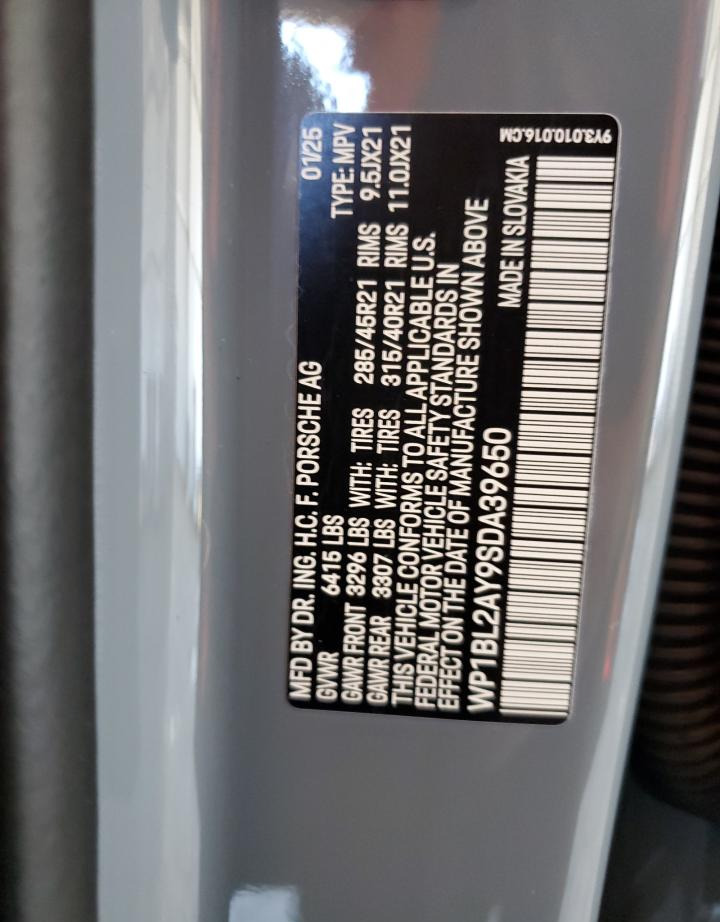 MFD BY DR. ING. H.C. F. PORSCHE AG 01/25
GVWR 6415 LBS TYPE: MPV
GAWR FRONT 3296 LBS WITH: TIRES 285/45R21 RIMS 9.5JX21
GAWR REAR 3307 LBS WITH: TIRES 315/40R21 RIMS 11.0JX21
THIS VEHICLE CONFORMS TO ALL APPLICABLE U.S.
FEDERAL MOTOR VEHICLE SAFETY STANDARDS IN
EFFECT ON THE DATE OF MANUFACTURE SHOWN ABOVE
WP1BL2AY9SDA39650 MADE IN SLOVAKIA
9Y3.010.016.CM